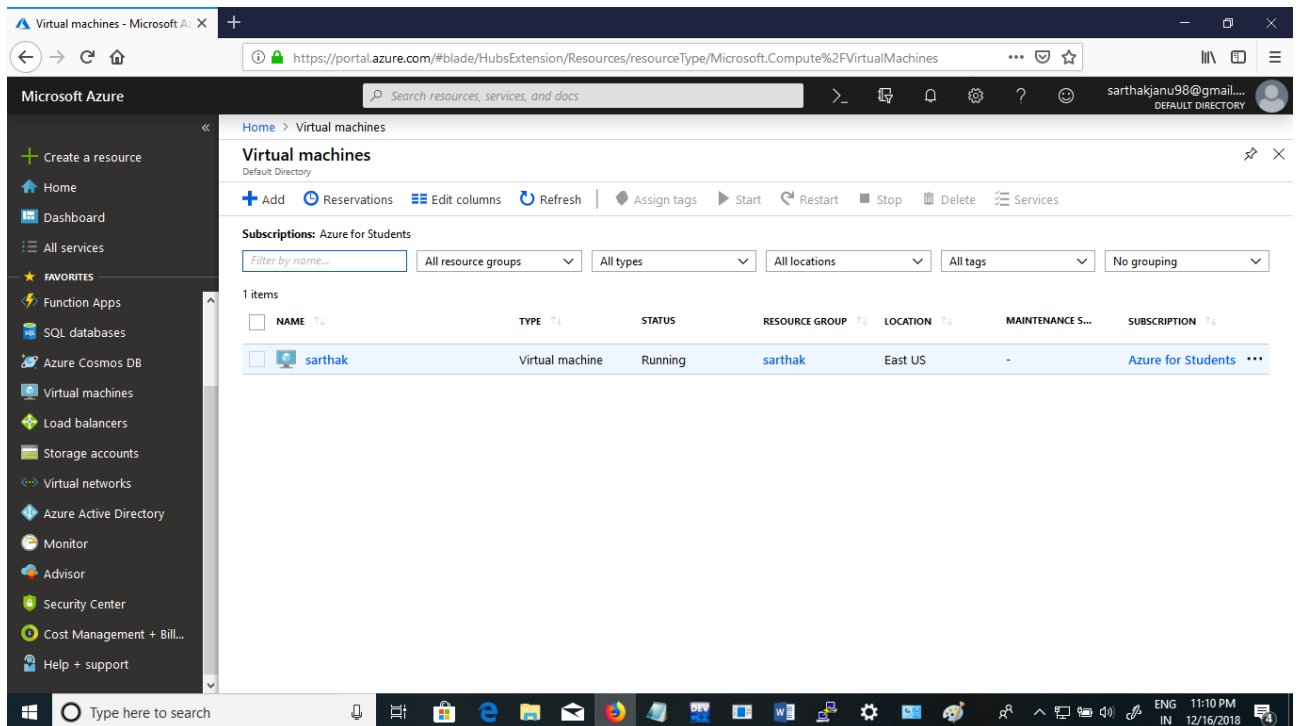 Virtual machines - Microsoft A
https://portal.azure.com/#blade/HubsExtension/Resources/resourceType/Microsoft.Compute%2FVirtualMachines
Microsoft Azure
Search resources, services, and docs
sarthakjanu98@gmail....
DEFAULT DIRECTORY
Create a resource
Home
Dashboard
All services
FAVORITES
Function Apps
SQL databases
Azure Cosmos DB
Virtual machines
Load balancers
Storage accounts
Virtual networks
Azure Active Directory
Monitor
Advisor
Security Center
Cost Management + Bill...
Help + support
Home > Virtual machines
Virtual machines
Default Directory
Add Reservations Edit columns Refresh Assign tags Start Restart Stop Delete Services
Subscriptions: Azure for Students
Filter by name... All resource groups All types All locations All tags No grouping
1 items
NAME TYPE STATUS RESOURCE GROUP LOCATION MAINTENANCE S... SUBSCRIPTION
sarthak Virtual machine Running sarthak East US - Azure for Students
Type here to search
DEV
ENG 11:10 PM
IN 12/16/2018
4